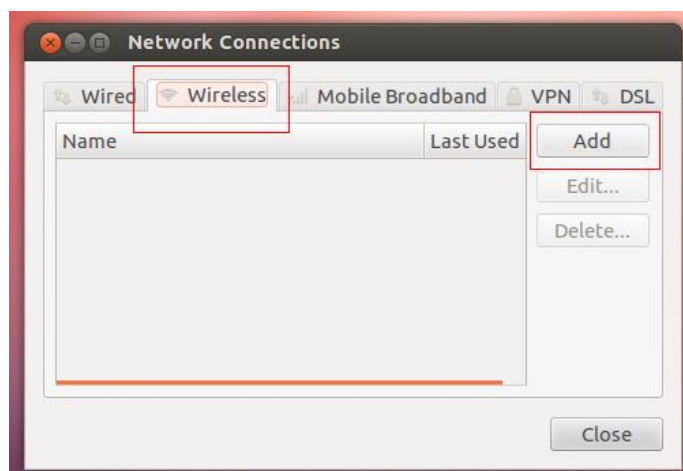 Network Connections
Wired Wireless Mobile Broadband VPN DSL
Name Last Used Add
Edit...
Delete...
Close